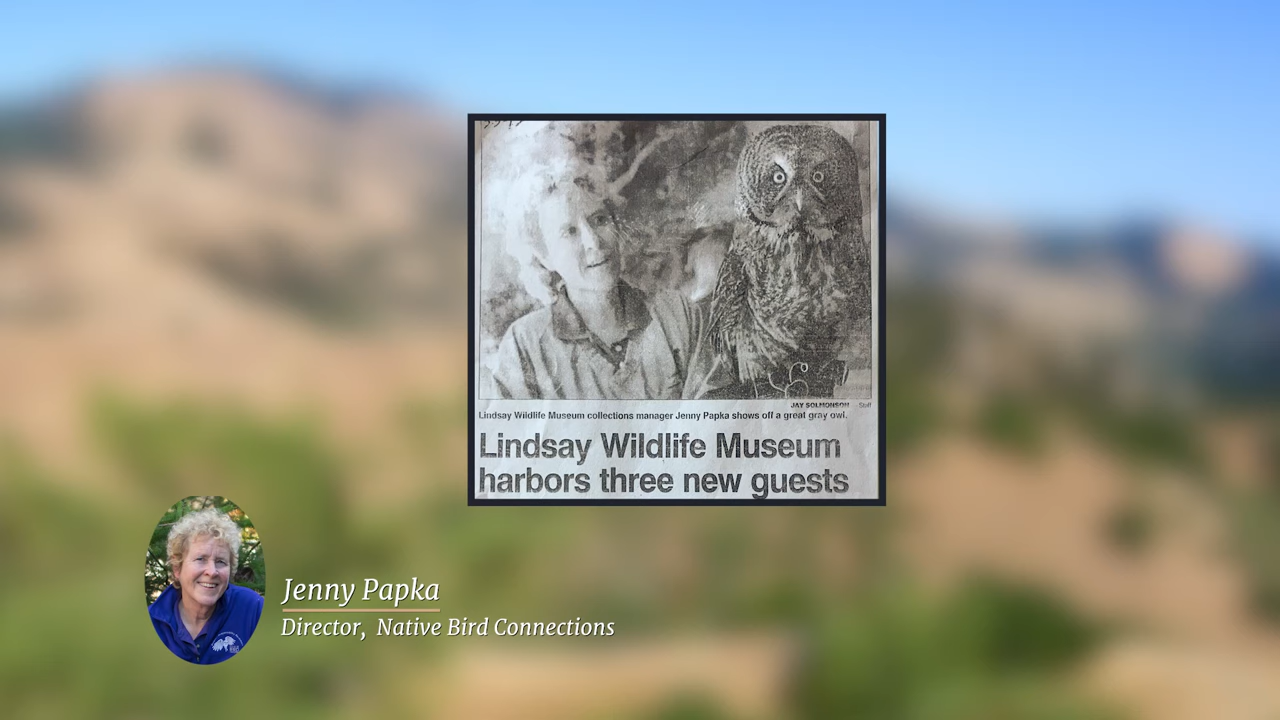 JAY SOLMONSON Staff
Lindsay Wildlife Museum collections manager Jenny Papka shows off a great gray owl.
Lindsay Wildlife Museum
harbors three new guests
Jenny Papka
Director, Native Bird Connections